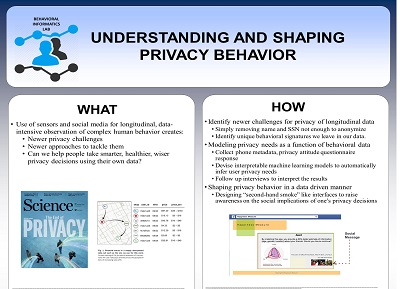 BEHAVIORAL
INFORMATICS
LAB
UNDERSTANDING AND SHAPING
PRIVACY BEHAVIOR
WHAT
• Use of sensors and social media for longitudinal, data-
intensive observation of complex human behavior creates:
• Newer privacy challenges
• Newer approaches to tackle them
• Can we help people take smarter, healthier, wiser
privacy decisions using their own data?
Science
The End of
PRIVACY
HOW
• Identify newer challenges for privacy of longitudinal data
• Simply removing name and SSN not enough to anonymize
• Identify unique behavioral signatures we leave in our data.
• Modeling privacy needs as a function of behavioral data
• Collect phone metadata, privacy attitude questionnaire
response
• Devise interpretable machine learning models to automatically
infer user privacy needs
• Follow up interviews to interpret the results
• Shaping privacy behavior in a data driven manner
• Designing "second-hand smoke" like interfaces to raise
awareness on the social implications of one's privacy decisions
Social
Message